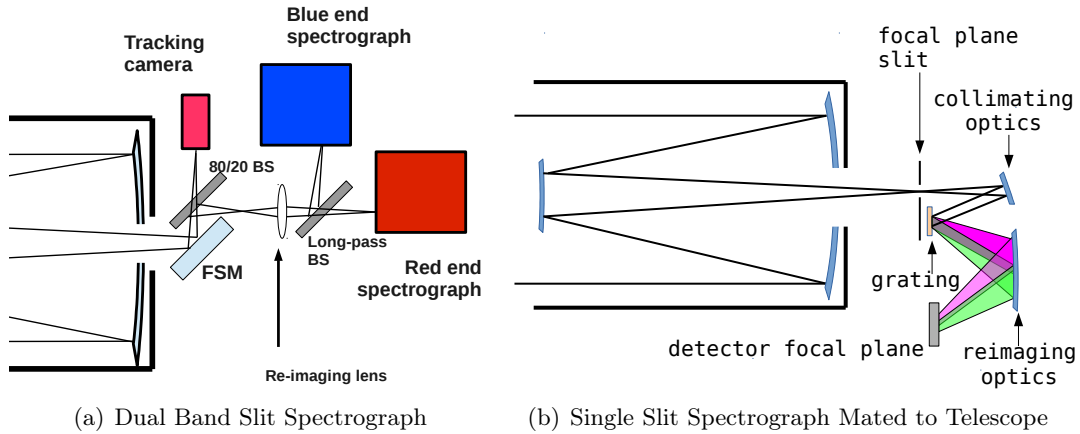 Blue end
spectrograph
Tracking
camera
80/20 BS
Long-pass
BS
FSM
Red end
spectrograph
Re-imaging lens
(a) Dual Band Slit Spectrograph
focal plane
slit
collimating
optics
grating
detector focal plane
reimaging
optics
(b) Single Slit Spectrograph Mated to Telescope